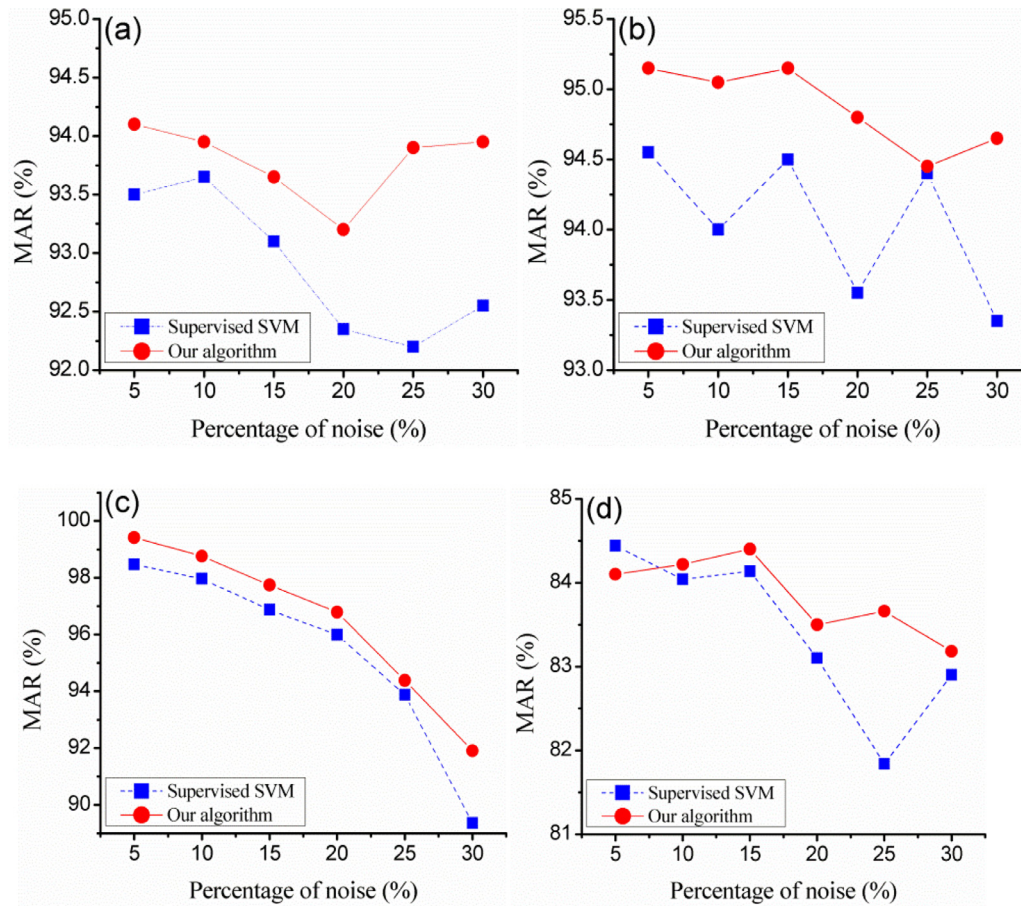 (a)
95.0
94.5
94.0
93.5
93.0
92.5
92.0
MAR (%)
Supervised SVM
Our algorithm
5 10 15 20 25 30
Percentage of noise (%)
(b)
95.5
95.0
94.5
94.0
93.5
93.0
MAR (%)
Supervised SVM
Our algorithm
5 10 15 20 25 30
Percentage of noise (%)
(c)
100
98
96
94
92
90
MAR (%)
Supervised SVM
Our algorithm
5 10 15 20 25 30
Percentage of noise (%)
(d)
85
84
83
82
81
MAR (%)
Supervised SVM
Our algorithm
5 10 15 20 25 30
Percentage of noise (%)